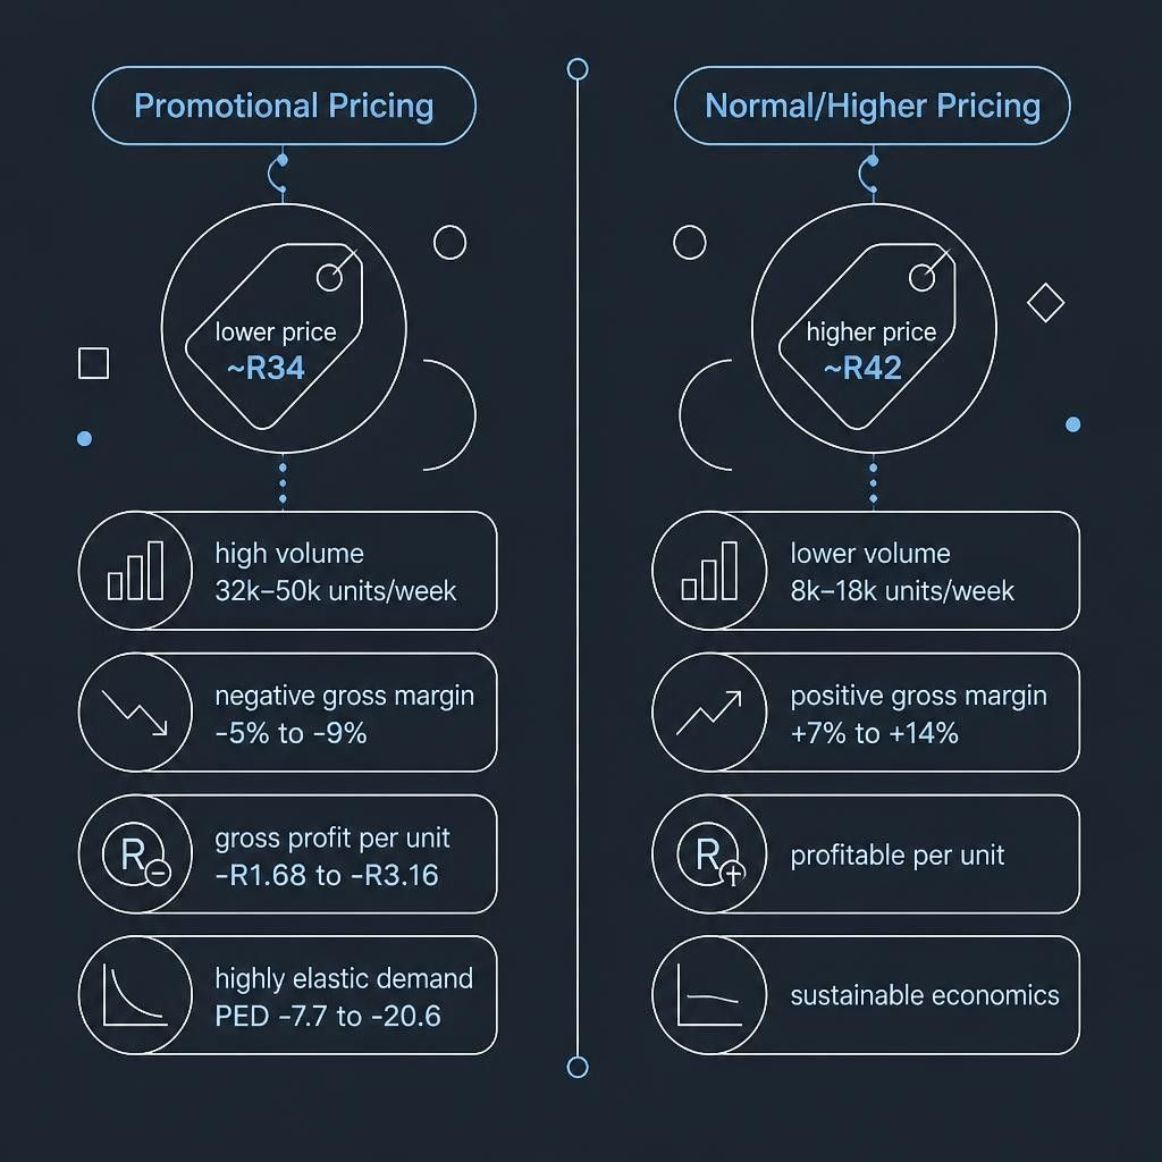 Promotional Pricing
lower price
~R34
high volume
32k–50k units/week
negative gross margin
-5% to -9%
R
gross profit per unit
-R1.68 to -R3.16
highly elastic demand
PED -7.7 to -20.6
Normal/Higher Pricing
higher price
~R42
lower volume
8k–18k units/week
positive gross margin
+7% to +14%
R
profitable per unit
sustainable economics